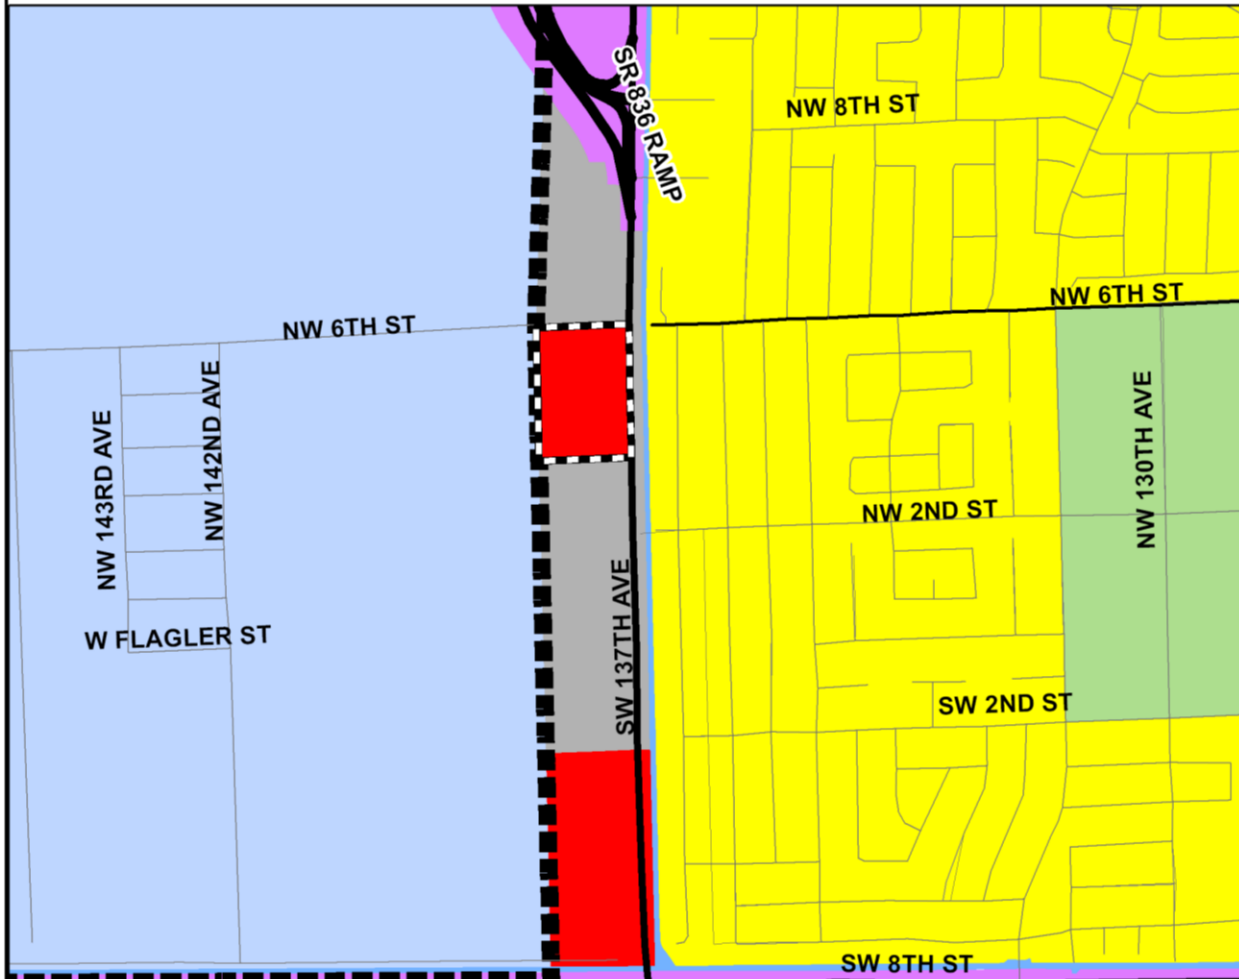 SR 836 RAMP
NW 8TH ST
NW 6TH ST
NW 6TH ST
NW 143RD AVE
NW 142ND AVE
NW 130TH AVE
NW 2ND ST
SW 137TH AVE
W FLAGLER ST
SW 2ND ST
SW 8TH ST